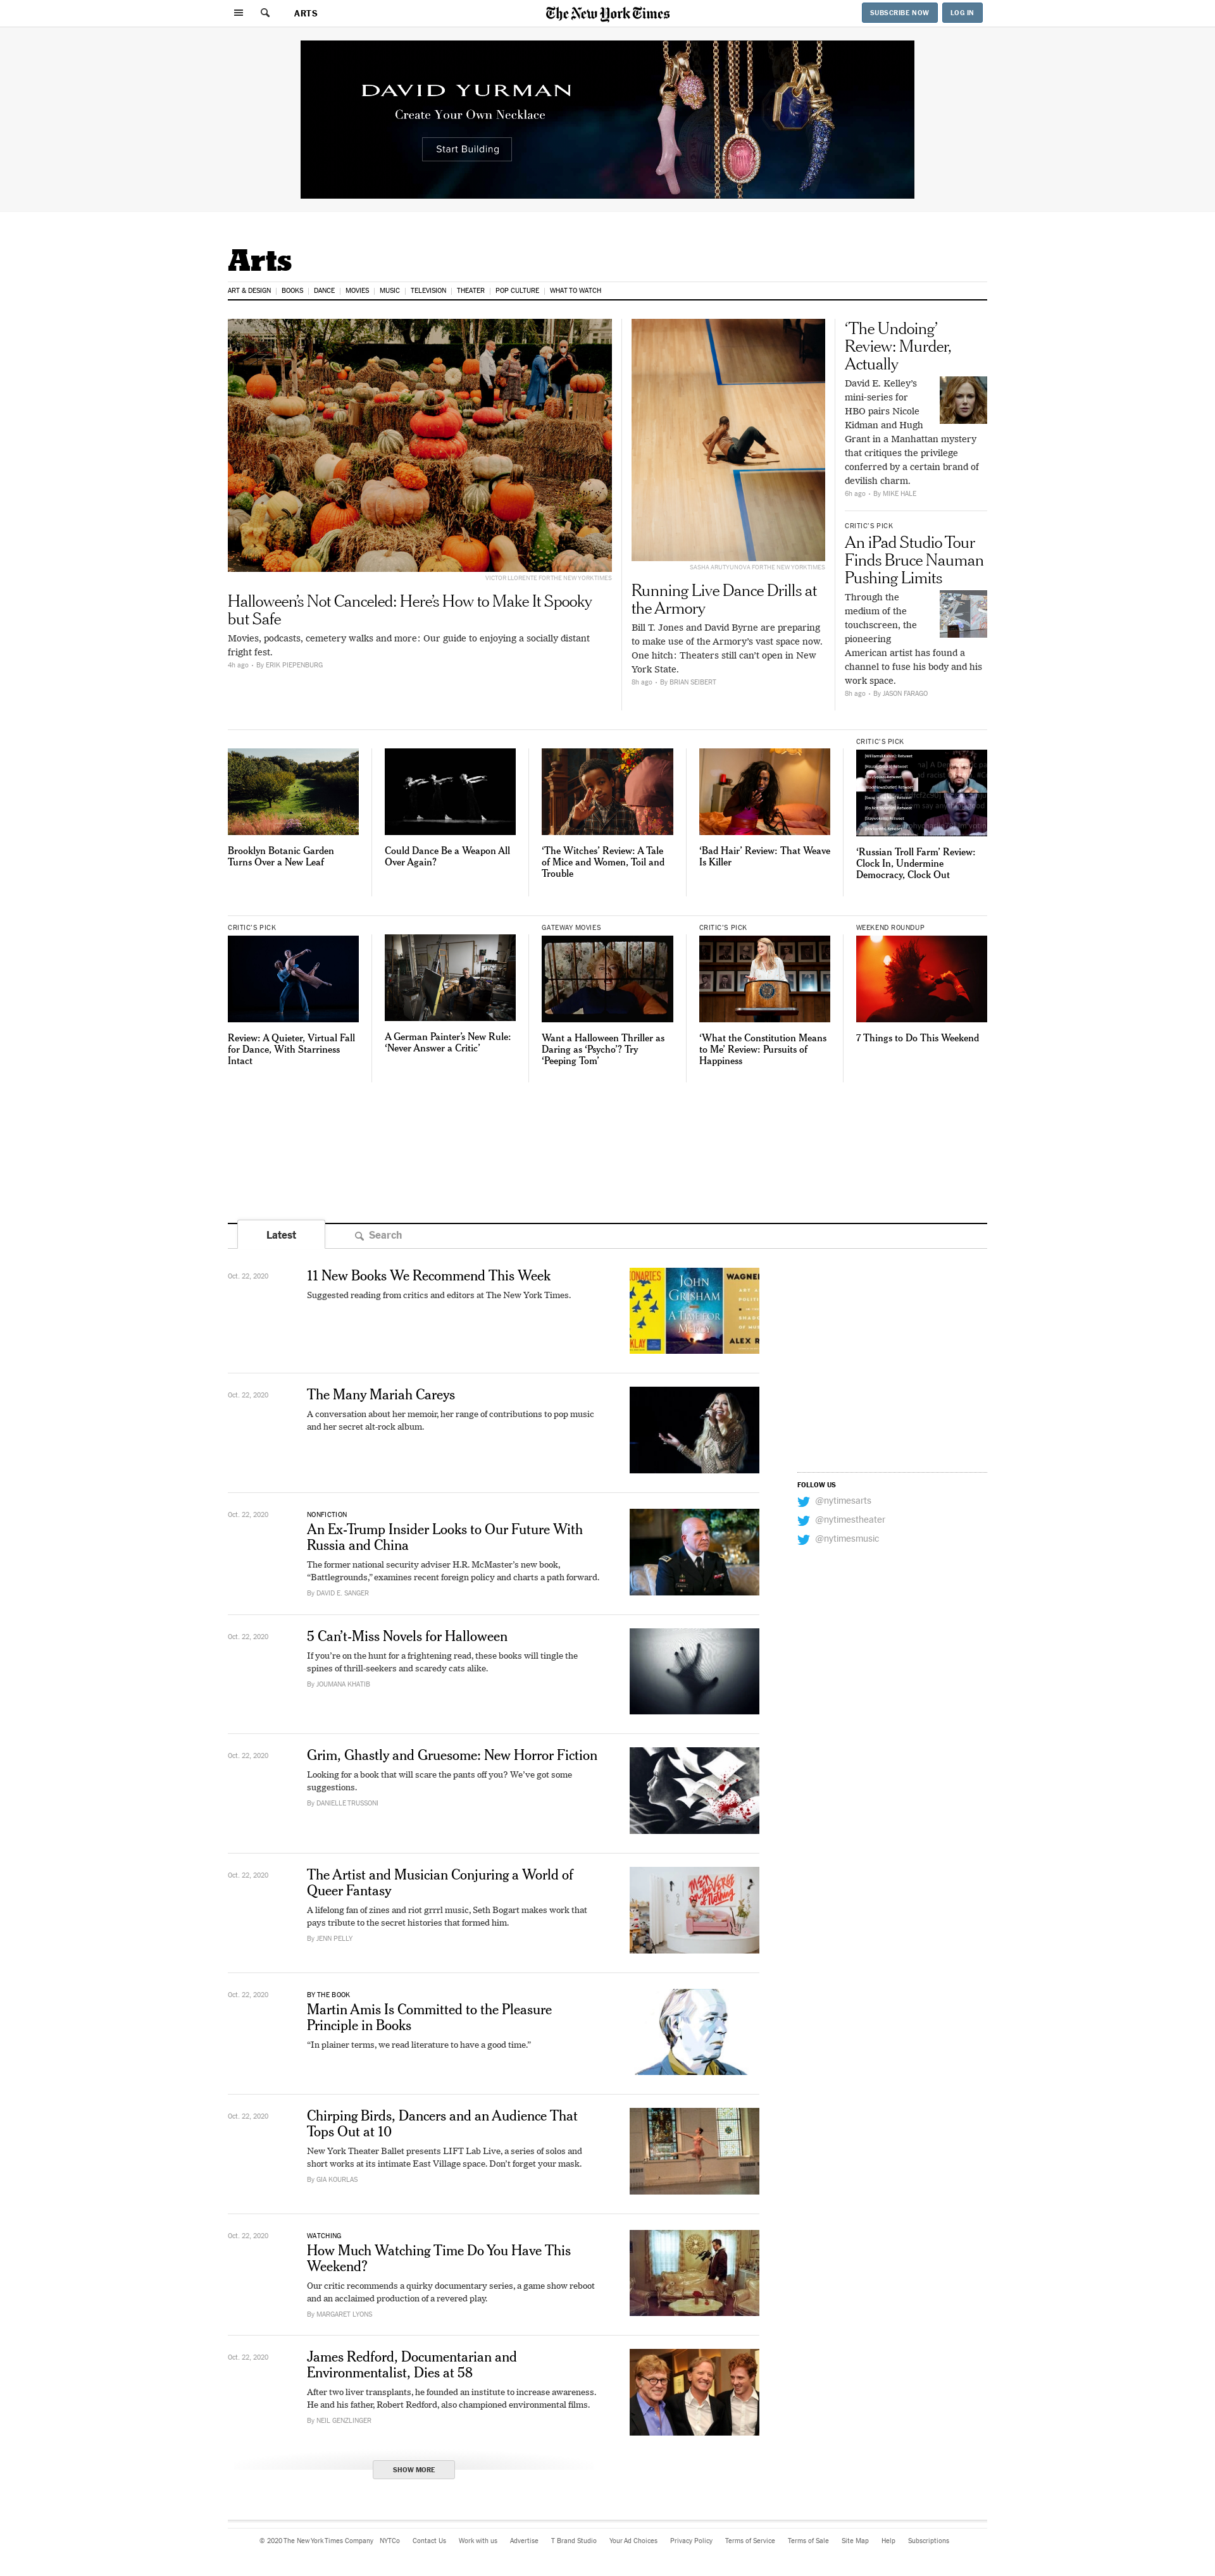 ARTS
The New York Times
SUBSCRIBE NOW
LOG IN
DAVID YURMAN
Create Your Own Necklace
Start Building
Arts
ART & DESIGN | BOOKS | DANCE | MOVIES | MUSIC | TELEVISION | THEATER | POP CULTURE | WHAT TO WATCH
VICTOR LLORENTE FOR THE NEW YORK TIMES
Halloween's Not Canceled: Here's How to Make It Spooky
but Safe
Movies, podcasts, cemetery walks and more: Our guide to enjoying a socially distant
fright fest.
4h ago • By ERIK PIEPENBURG
SASHA ARUTYUNOVA FOR THE NEW YORK TIMES
Running Live Dance Drills at
the Armory
Bill T. Jones and David Byrne are preparing
to make use of the Armory's vast space now.
One hitch: Theaters still can't open in New
York State.
8h ago • By BRIAN SEIBERT
‘The Undoing’
Review: Murder,
Actually
David E. Kelley's
mini-series for
HBO pairs Nicole
Kidman and Hugh
Grant in a Manhattan mystery
that critiques the privilege
conferred by a certain brand of
devilish charm.
6h ago • By MIKE HALE
CRITIC'S PICK
An iPad Studio Tour
Finds Bruce Nauman
Pushing Limits
Through the
medium of the
touchscreen, the
pioneering
American artist has found a
channel to fuse his body and his
work space.
8h ago • By JASON FARAGO
Brooklyn Botanic Garden
Turns Over a New Leaf
Could Dance Be a Weapon All
Over Again?
‘The Witches’ Review: A Tale
of Mice and Women, Toil and
Trouble
‘Bad Hair’ Review: That Weave
Is Killer
CRITIC'S PICK
‘Russian Troll Farm’ Review:
Clock In, Undermine
Democracy, Clock Out
CRITIC'S PICK
Review: A Quieter, Virtual Fall
for Dance, With Starriness
Intact
A German Painter's New Rule:
‘Never Answer a Critic’
GATEWAY MOVIES
Want a Halloween Thriller as
Daring as ‘Psycho’? Try
‘Peeping Tom’
CRITIC'S PICK
‘What the Constitution Means
to Me’ Review: Pursuits of
Happiness
WEEKEND ROUNDUP
7 Things to Do This Weekend
Latest
Search
Oct. 22, 2020
11 New Books We Recommend This Week
Suggested reading from critics and editors at The New York Times.
JOHN
GRISHAM
A TIME FOR
MERCY
WAGNER
ALEX R
Oct. 22, 2020
The Many Mariah Careys
A conversation about her memoir, her range of contributions to pop music
and her secret alt-rock album.
Oct. 22, 2020
NONFICTION
An Ex-Trump Insider Looks to Our Future With
Russia and China
The former national security adviser H.R. McMaster's new book,
“Battlegrounds,” examines recent foreign policy and charts a path forward.
By DAVID E. SANGER
Oct. 22, 2020
5 Can't-Miss Novels for Halloween
If you're on the hunt for a frightening read, these books will tingle the
spines of thrill-seekers and scaredy cats alike.
By JOUMANA KHATIB
Oct. 22, 2020
Grim, Ghastly and Gruesome: New Horror Fiction
Looking for a book that will scare the pants off you? We've got some
suggestions.
By DANIELLE TRUSSONI
Oct. 22, 2020
The Artist and Musician Conjuring a World of
Queer Fantasy
A lifelong fan of zines and riot grrrl music, Seth Bogart makes work that
pays tribute to the secret histories that formed him.
By JENN PELLY
Oct. 22, 2020
BY THE BOOK
Martin Amis Is Committed to the Pleasure
Principle in Books
“In plainer terms, we read literature to have a good time.”
Oct. 22, 2020
Chirping Birds, Dancers and an Audience That
Tops Out at 10
New York Theater Ballet presents LIFT Lab Live, a series of solos and
short works at its intimate East Village space. Don't forget your mask.
By GIA KOURLAS
Oct. 22, 2020
WATCHING
How Much Watching Time Do You Have This
Weekend?
Our critic recommends a quirky documentary series, a game show reboot
and an acclaimed production of a revered play.
By MARGARET LYONS
Oct. 22, 2020
James Redford, Documentarian and
Environmentalist, Dies at 58
After two liver transplants, he founded an institute to increase awareness.
He and his father, Robert Redford, also championed environmental films.
By NEIL GENZLINGER
SHOW MORE
FOLLOW US
@nytimesarts
@nytimestheater
@nytimesmusic
© 2020 The New York Times Company NYTCo Contact Us Work with us Advertise T Brand Studio Your Ad Choices Privacy Policy Terms of Service Terms of Sale Site Map Help Subscriptions